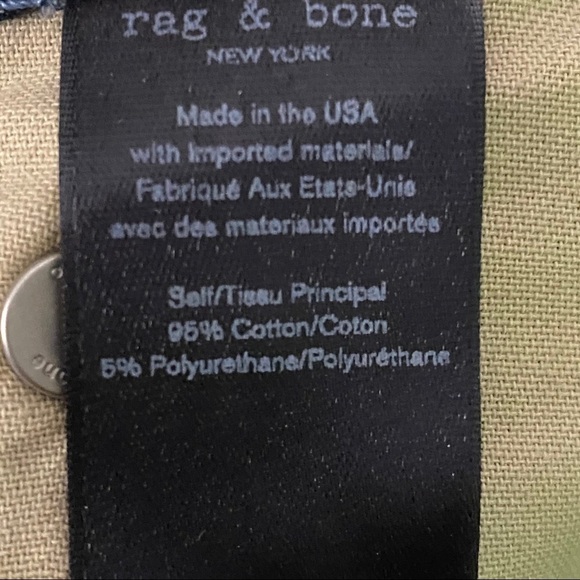 rag & bone
NEW YORK
Made in the USA
with Imported materials/
Fabriqué Aux Etats-Unis
avec des materiaux importés
Self/Tissu Principal
95% Cotton/Coton
5% Polyurethane/Polyuréthane
one